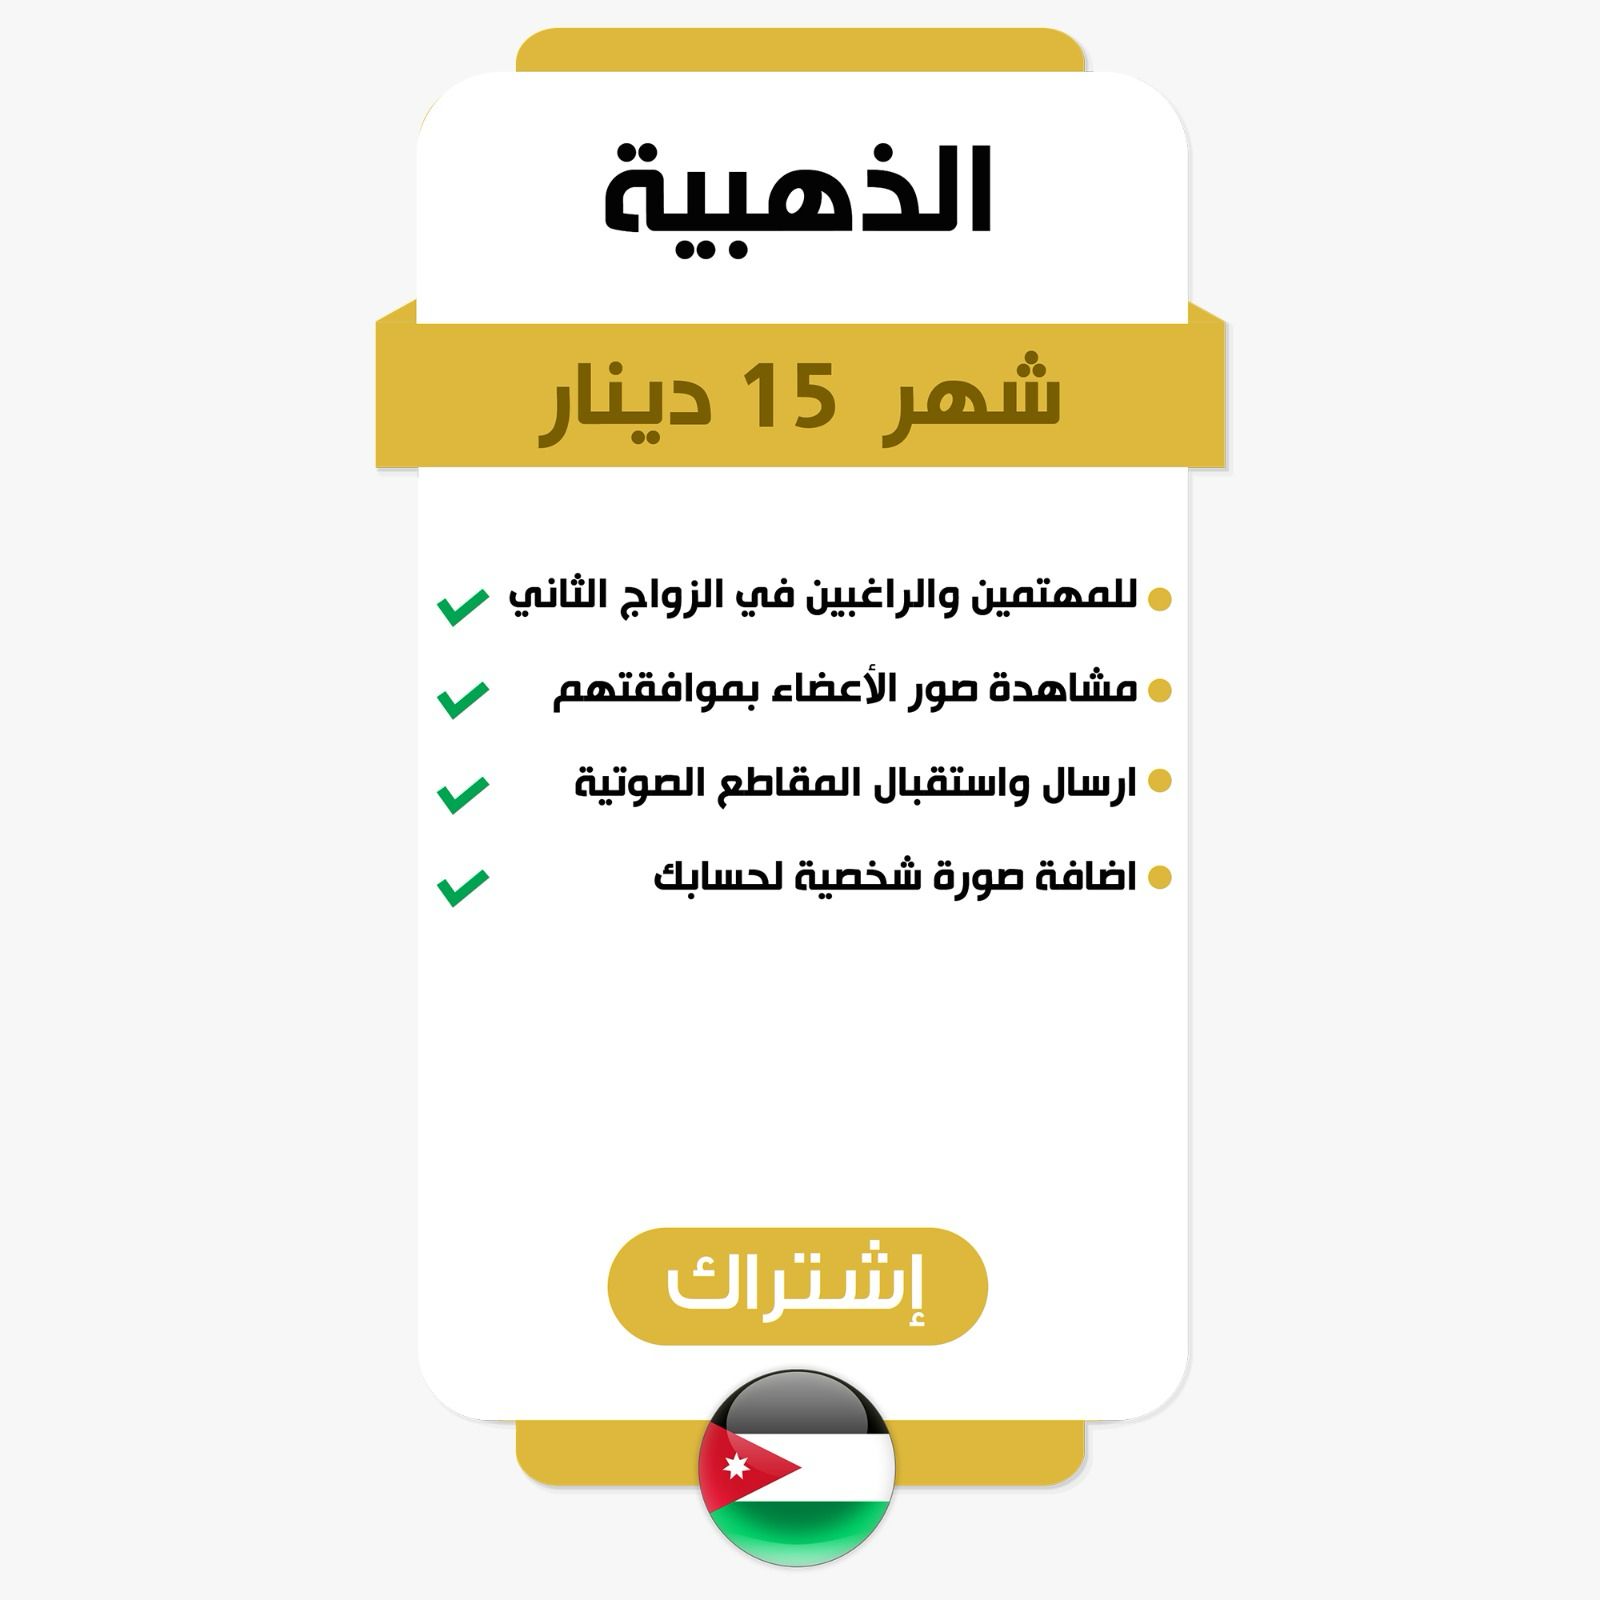 الذهبية
شهر 15 دينار
للمهتمين والراغبين في الزواج الثاني
مشاهدة صور الأعضاء بموافقتهم
ارسال واستقبال المقاطع الصوتية
اضافة صورة شخصية لحسابك
إشتراك